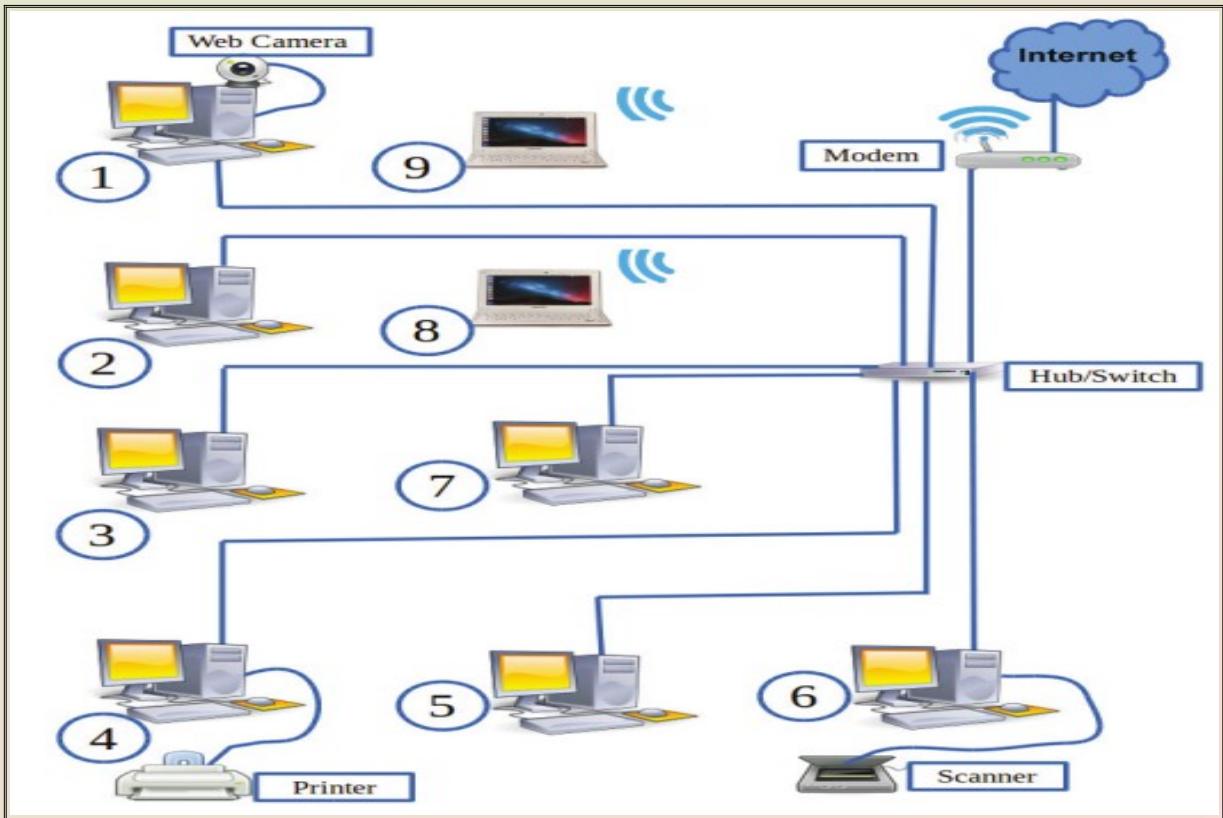 Web Camera
Internet
Modem
1
9
2
8
Hub/Switch
3
7
4
5
6
Printer
Scanner